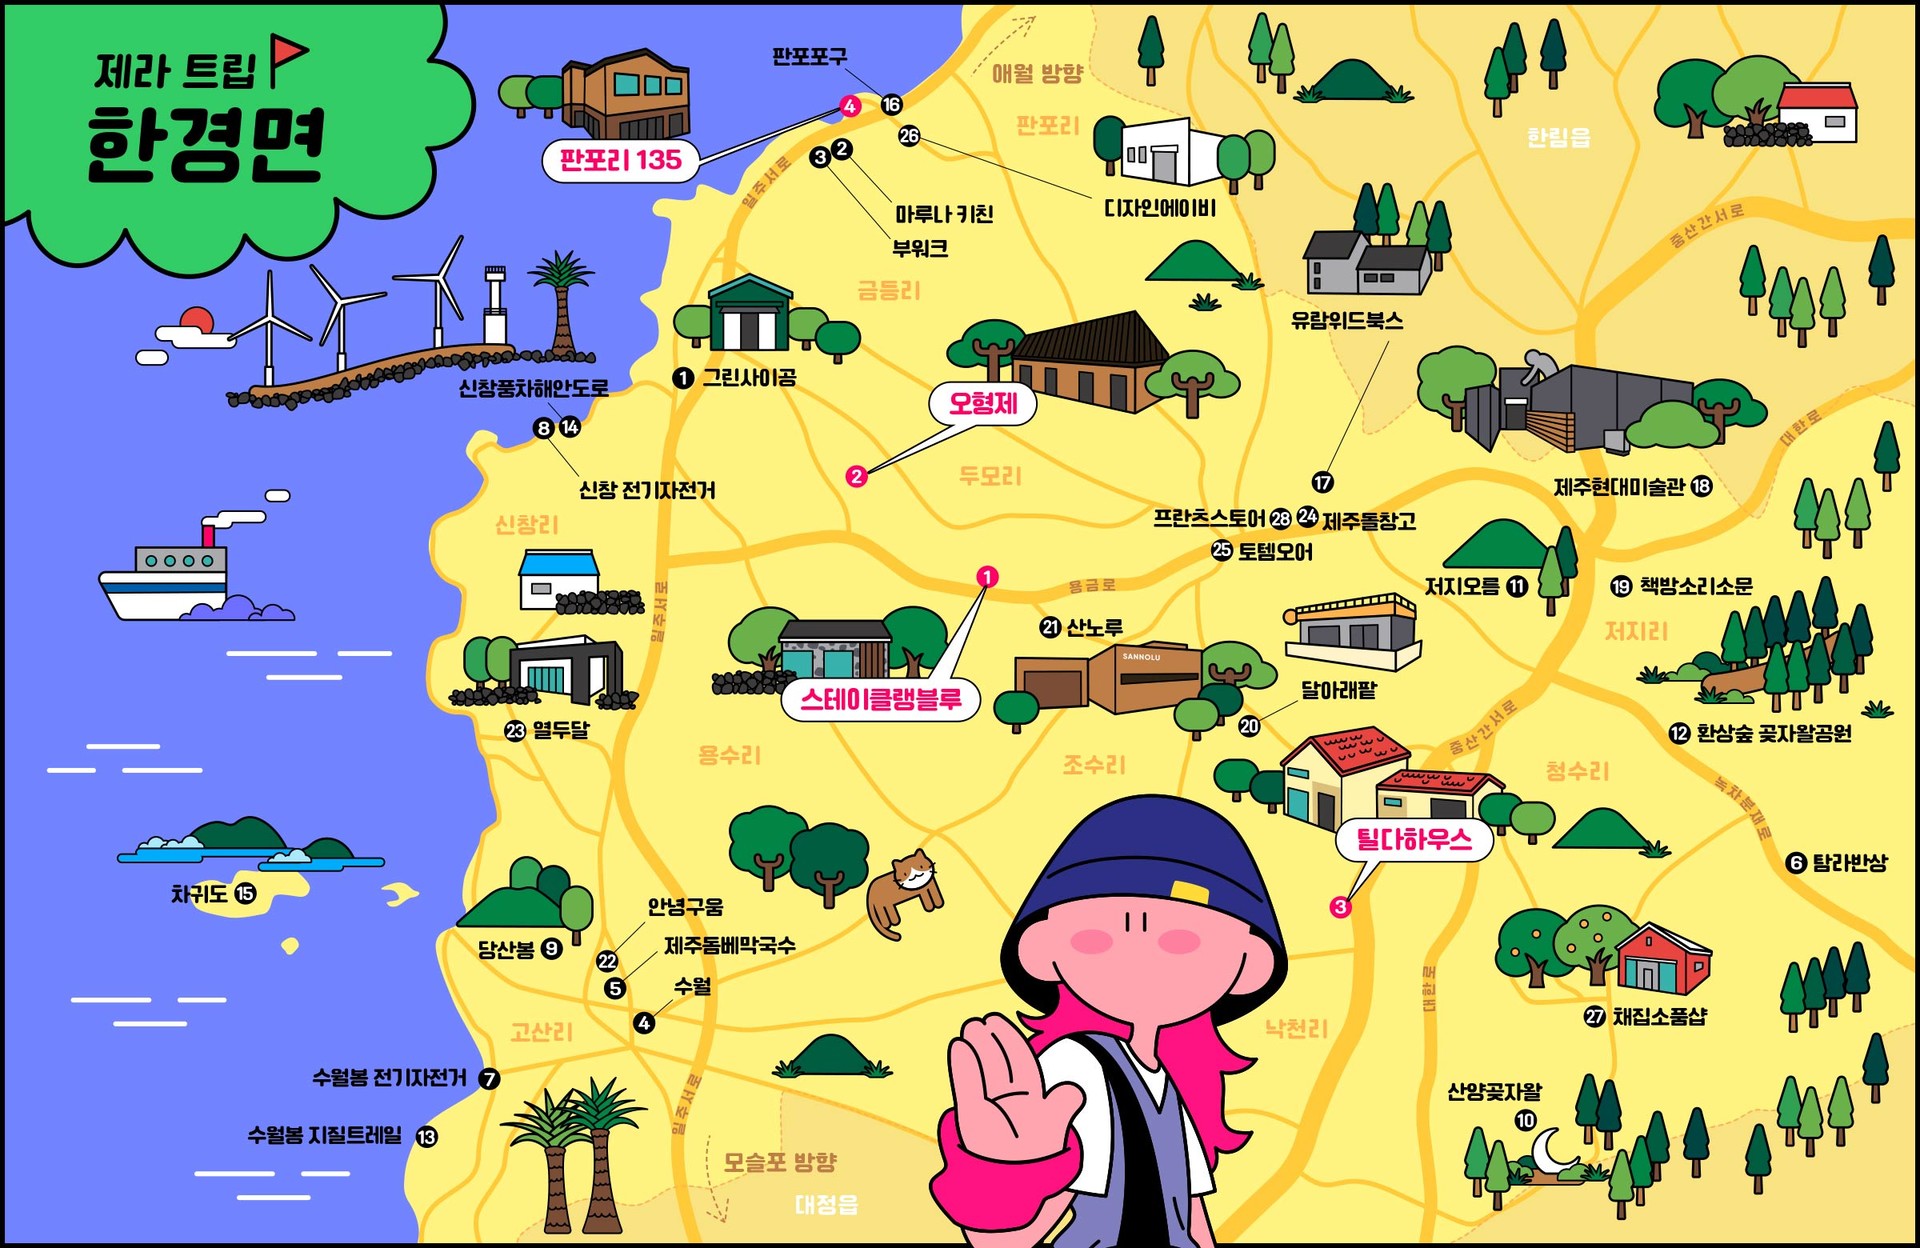 제라 트립
한경면
판포포구
16
4
판포리 135
26
3
2
마루나 키친
부워크
디자인에이비
애월 방향
판포리
한림읍
일주서로
중산간서로
금등리
유람위드북스
신창풍차해안도로
8
14
신창 전기자전거
1 그린사이공
오형제
2
두모리
17
제주현대미술관 18
대한로
신창리
프란츠스토어 28
24 제주돌창고
25 토템오어
저지오름 11
19 책방소리소문
저지리
1
용금로
21 산노루
SANNOLU
일주서로
스테이클랭블루
달아래팥
20
23 열두달
12 환상숲 곶자왈공원
용수리
조수리
중산간서로
청수리
녹차분재로
틸다하우스
3
6 탐라반상
차귀도 15
당산봉 9
안녕구움
22
제주돔베막국수
5
수월
4
고산리
낙천리
대한로
27 채집소품샵
수월봉 전기자전거 7
수월봉 지질트레일 13
일주서로
산양곶자왈
10
모슬포 방향
대정읍